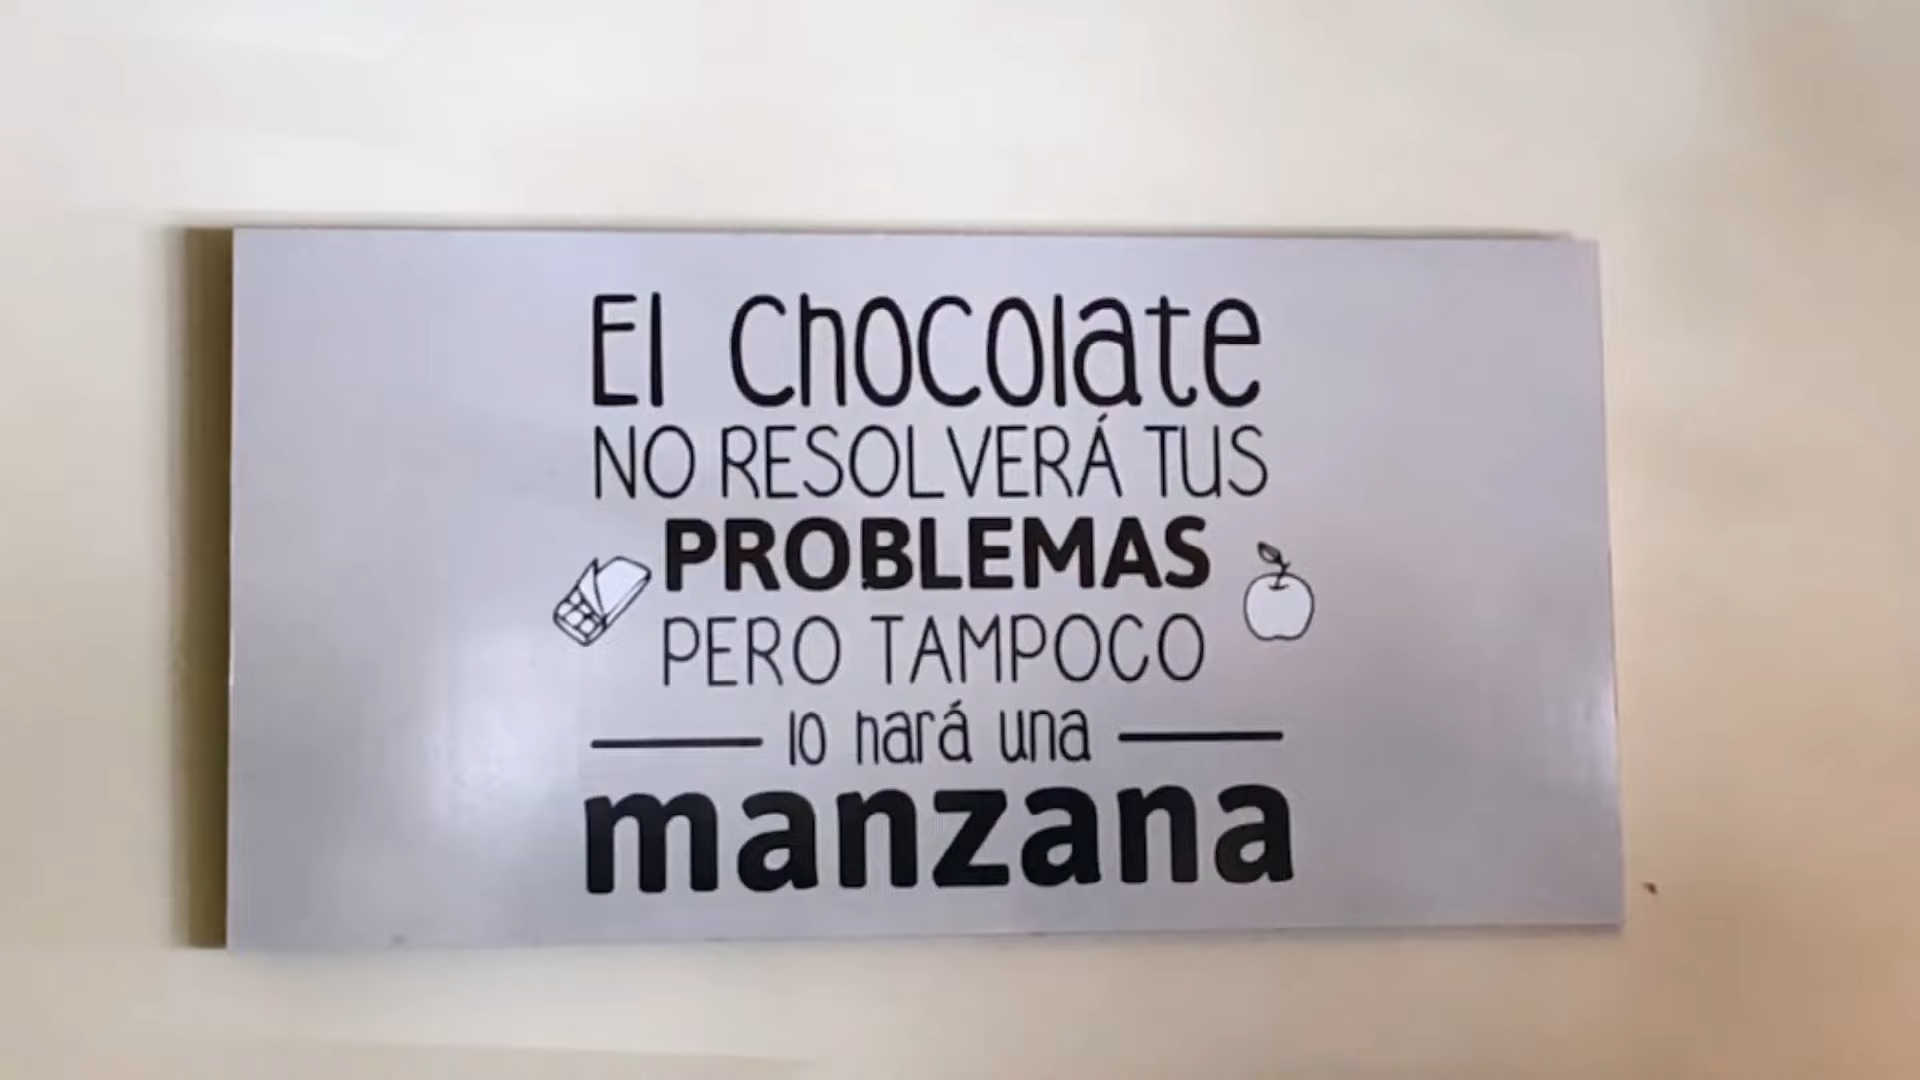 El chocolate
NO RESOLVERÁ TUS
PROBLEMAS
PERO TAMPOCO
lo hará una
manzana